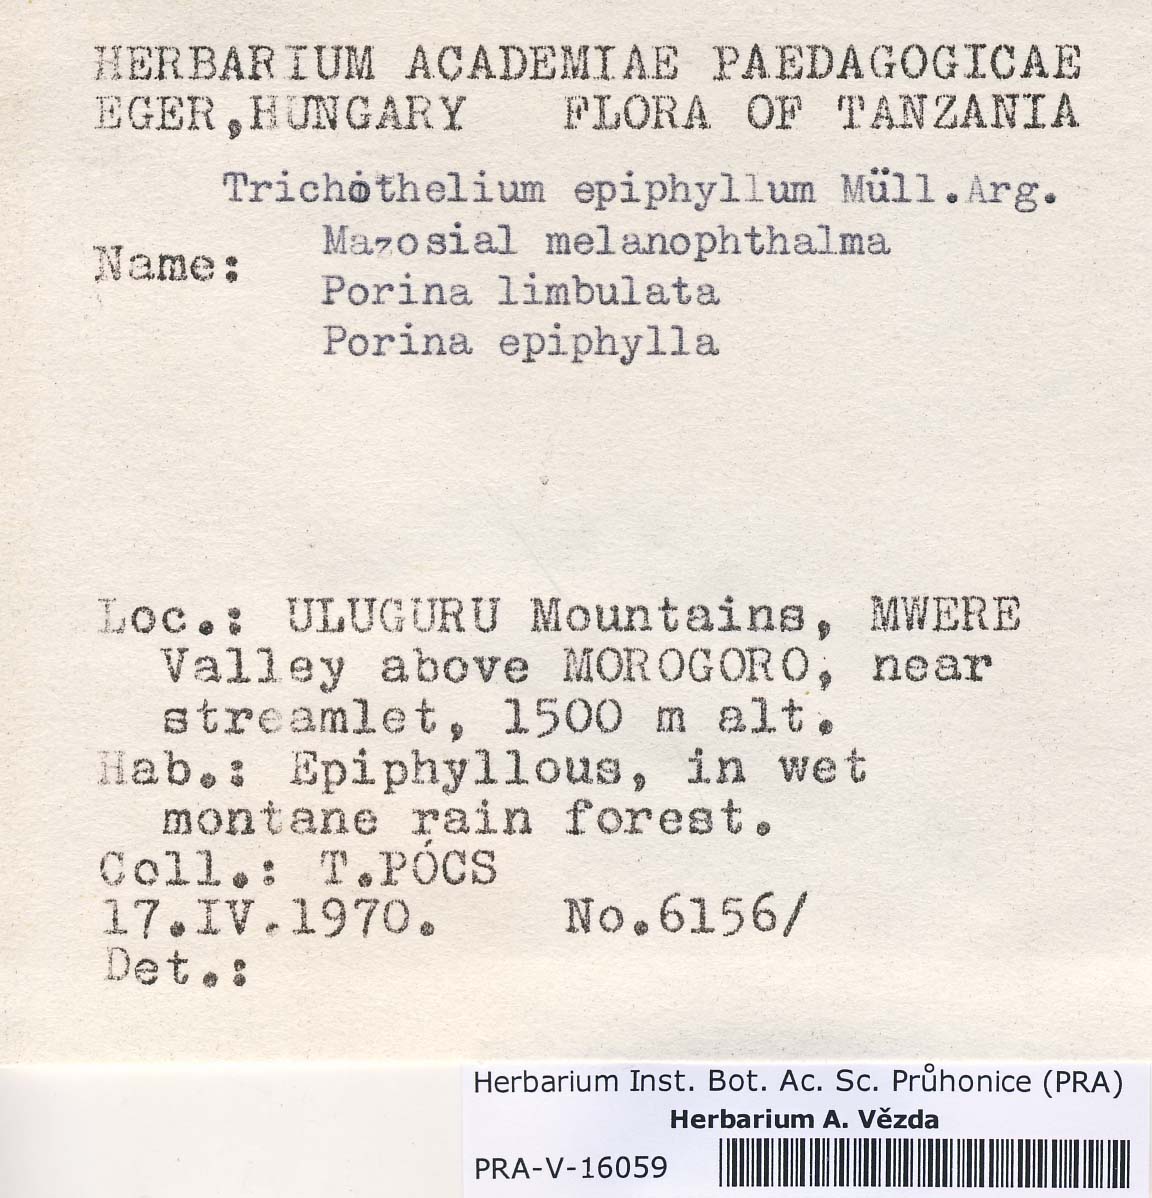 HERBARIUM ACADEMIAE PAEDAGOGICAE
EGER,HUNGARY FLORA OF TANZANIA
Trichothelium epiphyllum Müll.Arg.
Name:
Mazosial melanophthalma
Porina limbulata
Porina epiphylla
Loc.: ULUGURU Mountains, MWERE
Valley above MOROGORO, near
streamlet, 1500 m alt.
Hab.: Epiphyllous, in wet
montane rain forest.
Coll.: T.PÓCS
17.IV.1970. No.6156/
Det.:
Herbarium Inst. Bot. Ac. Sc. Průhonice (PRA)
Herbarium A. Vězda
PRA-V-16059